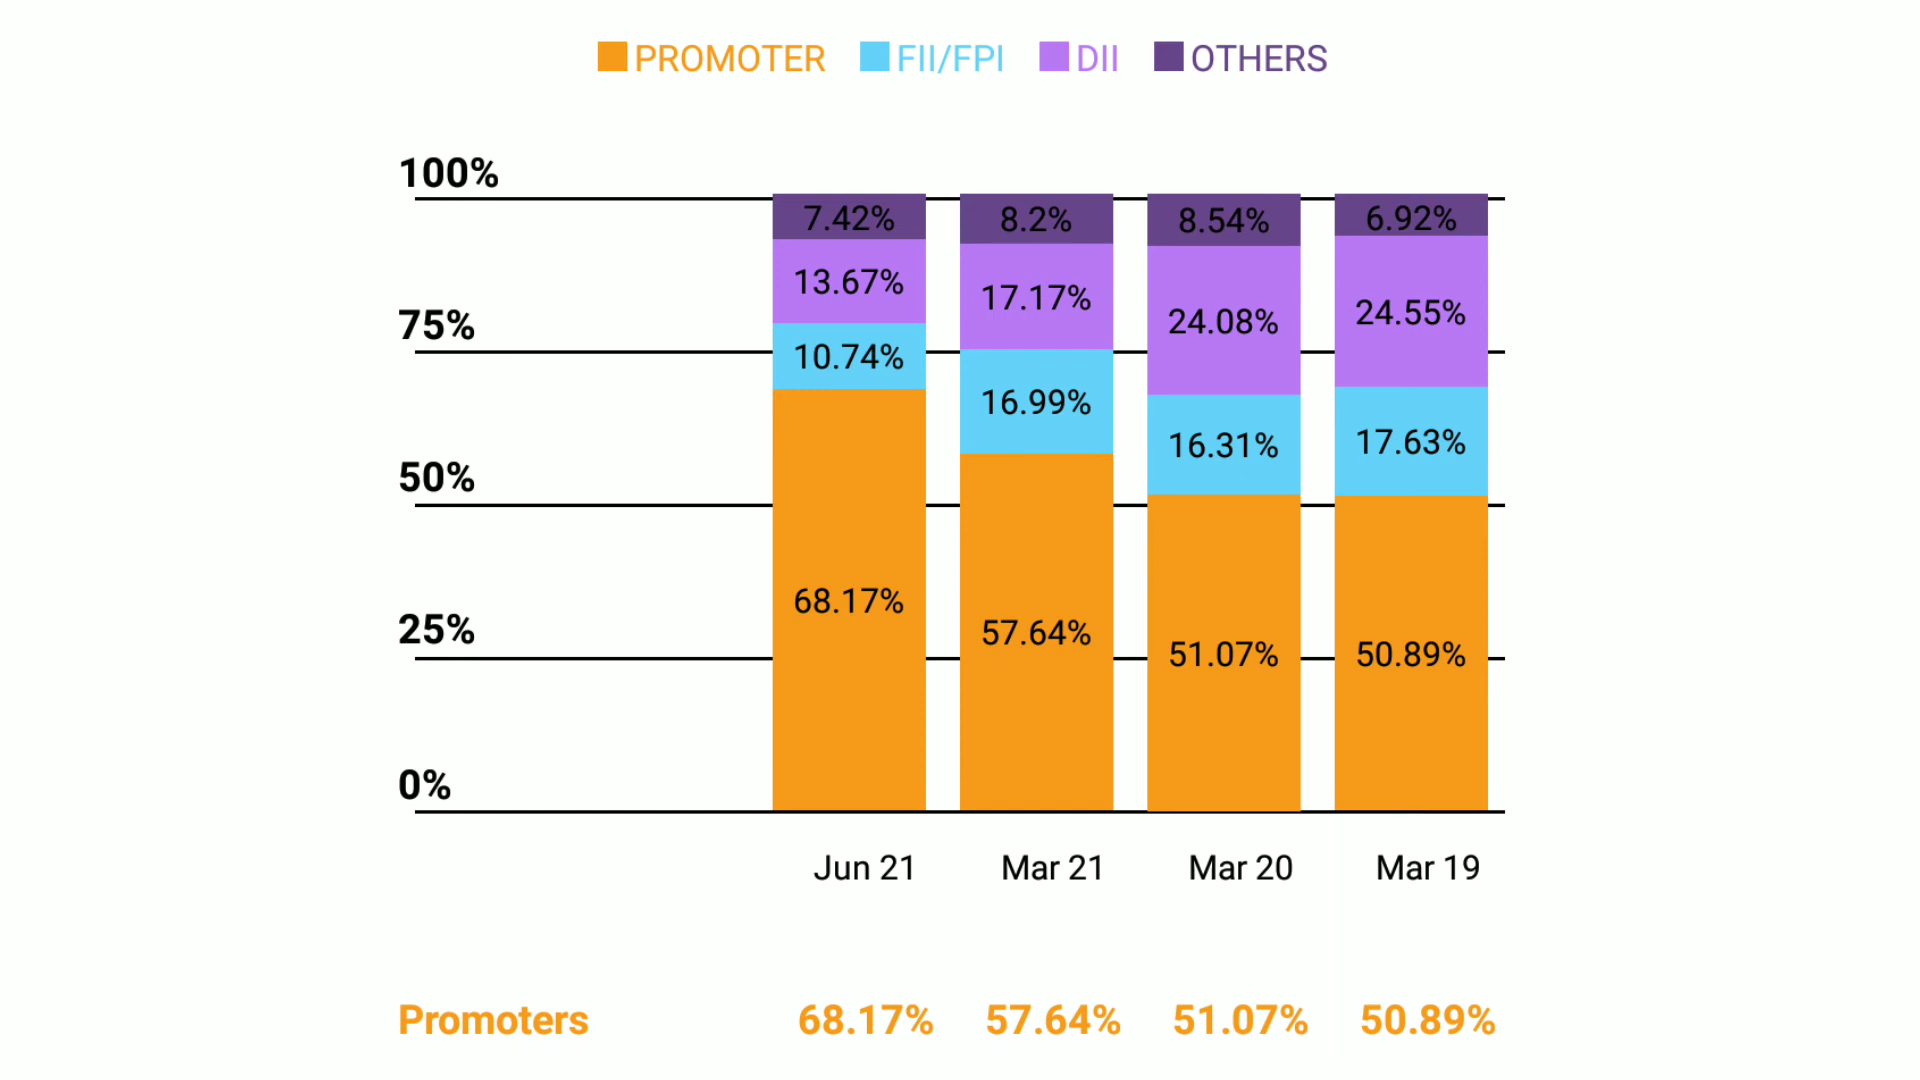 PROMOTER FII/FPI DII OTHERS
100%
7.42% 8.2% 8.54% 6.92%
13.67% 17.17% 24.08% 24.55%
75%
10.74% 16.99% 16.31% 17.63%
50%
68.17% 57.64% 51.07% 50.89%
25%
0%
Jun 21 Mar 21 Mar 20 Mar 19
Promoters 68.17% 57.64% 51.07% 50.89%